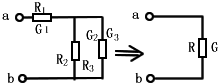 a R₁
G₁
R₂ G₂ R₃ G₃
b
a
R G
b